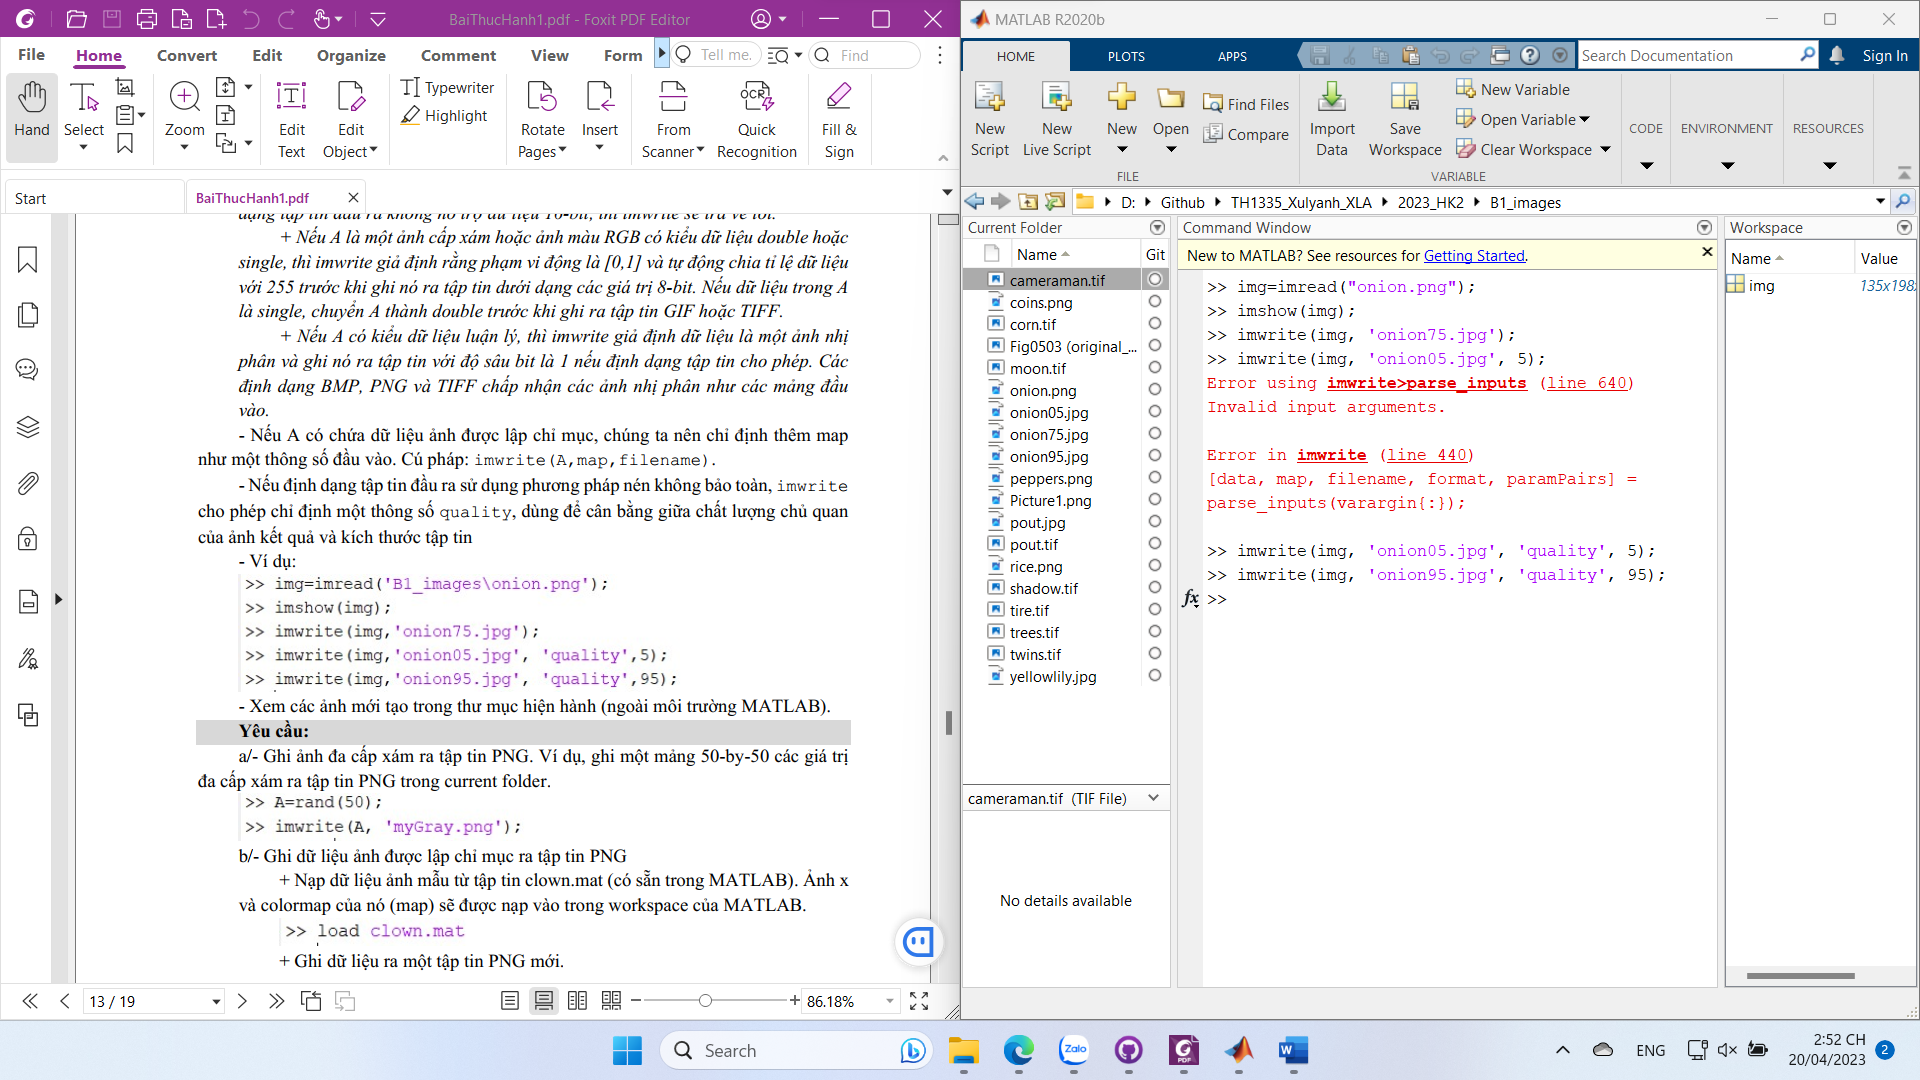 BaiThucHanh1.pdf - Foxit PDF Editor
File Home Convert Edit Organize Comment View Form Tell me. Find
Hand
Select
Zoom
Edit Text
Edit Object
Typewriter
Highlight
Rotate Pages
Insert
From Scanner
OCR
Quick Recognition
Fill & Sign
Start
BaiThucHanh1.pdf
+ Nếu A là một ảnh cấp xám hoặc ảnh màu RGB có kiểu dữ liệu double hoặc
single, thì imwrite giả định rằng phạm vi động là [0,1] và tự động chia tỉ lệ dữ liệu
với 255 trước khi ghi nó ra tập tin dưới dạng các giá trị 8-bit. Nếu dữ liệu trong A
là single, chuyển A thành double trước khi ghi ra tập tin GIF hoặc TIFF.
+ Nếu A có kiểu dữ liệu luận lý, thì imwrite giả định dữ liệu là một ảnh nhị
phân và ghi nó ra tập tin với độ sâu bit là 1 nếu định dạng tập tin cho phép. Các
định dạng BMP, PNG và TIFF chấp nhận các ảnh nhị phân như các mảng đầu
vào.
- Nếu A có chứa dữ liệu ảnh được lập chỉ mục, chúng ta nên chỉ định thêm map
như một thông số đầu vào. Cú pháp: imwrite(A,map,filename).
- Nếu định dạng tập tin đầu ra sử dụng phương pháp nén không bảo toàn, imwrite
cho phép chỉ định một thông số quality, dùng để cân bằng giữa chất lượng chủ quan
của ảnh kết quả và kích thước tập tin
- Ví dụ:
>> img=imread('B1_images\onion.png');
>> imshow(img);
>> imwrite(img,'onion75.jpg');
>> imwrite(img,'onion05.jpg', 'quality',5);
>> imwrite(img,'onion95.jpg', 'quality',95);
- Xem các ảnh mới tạo trong thư mục hiện hành (ngoài môi trường MATLAB).
Yêu cầu:
a/- Ghi ảnh đa cấp xám ra tập tin PNG. Ví dụ, ghi một mảng 50-by-50 các giá trị
đa cấp xám ra tập tin PNG trong current folder.
>> A=rand(50);
>> imwrite(A, 'myGray.png');
b/- Ghi dữ liệu ảnh được lập chỉ mục ra tập tin PNG
+ Nạp dữ liệu ảnh mẫu từ tập tin clown.mat (có sẵn trong MATLAB). Ảnh x
và colormap của nó (map) sẽ được nạp vào trong workspace của MATLAB.
>> load clown.mat
+ Ghi dữ liệu ra một tập tin PNG mới.
13 / 19
86.18%
MATLAB R2020b
HOME PLOTS APPS
Search Documentation
Sign In
New Script
New Live Script
New
Open
Find Files
Compare
Import Data
Save Workspace
New Variable
Open Variable
Clear Workspace
CODE
ENVIRONMENT
RESOURCES
FILE
VARIABLE
D: Github TH1335_Xulyanh_XLA 2023_HK2 B1_images
Current Folder
Name Git
cameraman.tif
coins.png
corn.tif
Fig0503 (original_...
moon.tif
onion.png
onion05.jpg
onion75.jpg
onion95.jpg
peppers.png
Picture1.png
pout.jpg
pout.tif
rice.png
shadow.tif
tire.tif
trees.tif
twins.tif
yellowlily.jpg
cameraman.tif (TIF File)
No details available
Command Window
New to MATLAB? See resources for Getting Started.
>> img=imread("onion.png");
>> imshow(img);
>> imwrite(img, 'onion75.jpg');
>> imwrite(img, 'onion05.jpg', 5);
Error using imwrite>parse_inputs (line 640)
Invalid input arguments.
Error in imwrite (line 440)
[data, map, filename, format, paramPairs] =
parse_inputs(varargin{:});
>> imwrite(img, 'onion05.jpg', 'quality', 5);
>> imwrite(img, 'onion95.jpg', 'quality', 95);
fx >>
Workspace
Name Value
img 135x198
Search
Zalo
PDF
ENG
2:52 CH
20/04/2023
2